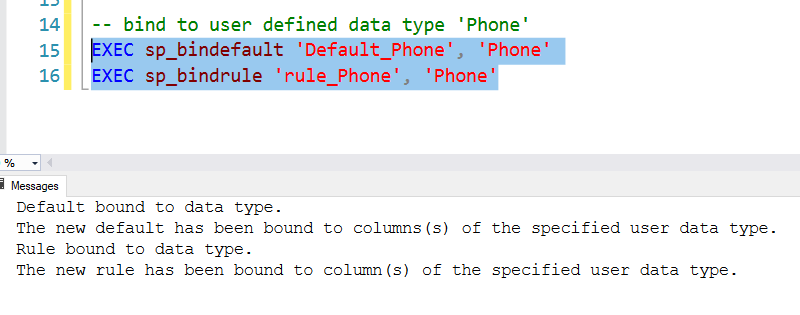 14 -- bind to user defined data type 'Phone'
15 EXEC sp_bindefault 'Default_Phone', 'Phone'
16 EXEC sp_bindrule 'rule_Phone', 'Phone'
%
Messages
Default bound to data type.
The new default has been bound to columns(s) of the specified user data type.
Rule bound to data type.
The new rule has been bound to column(s) of the specified user data type.